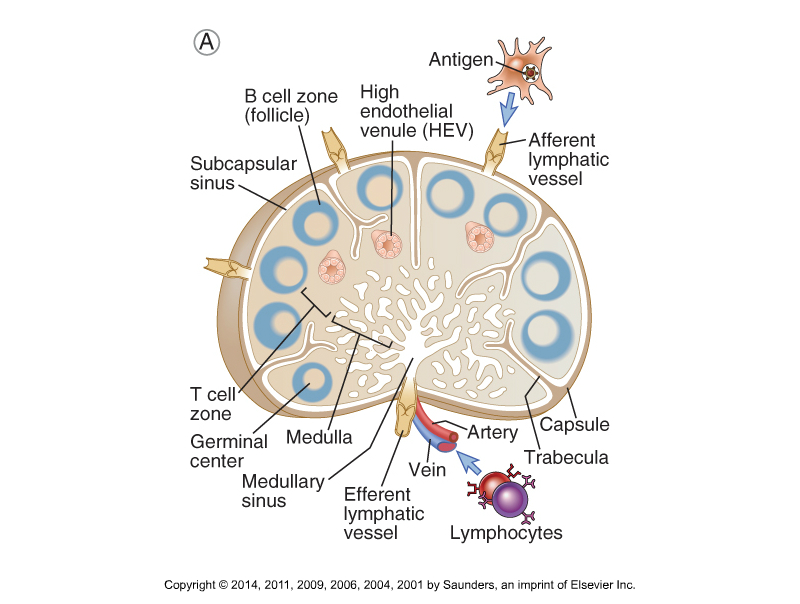 A
Antigen
B cell zone
(follicle)
High
endothelial
venule (HEV)
Afferent
lymphatic
vessel
Subcapsular
sinus
T cell
zone
Germinal
center
Medulla
Medullary
sinus
Efferent
lymphatic
vessel
Vein
Artery
Capsule
Trabecula
Lymphocytes
Copyright © 2014, 2011, 2009, 2006, 2004, 2001 by Saunders, an imprint of Elsevier Inc.